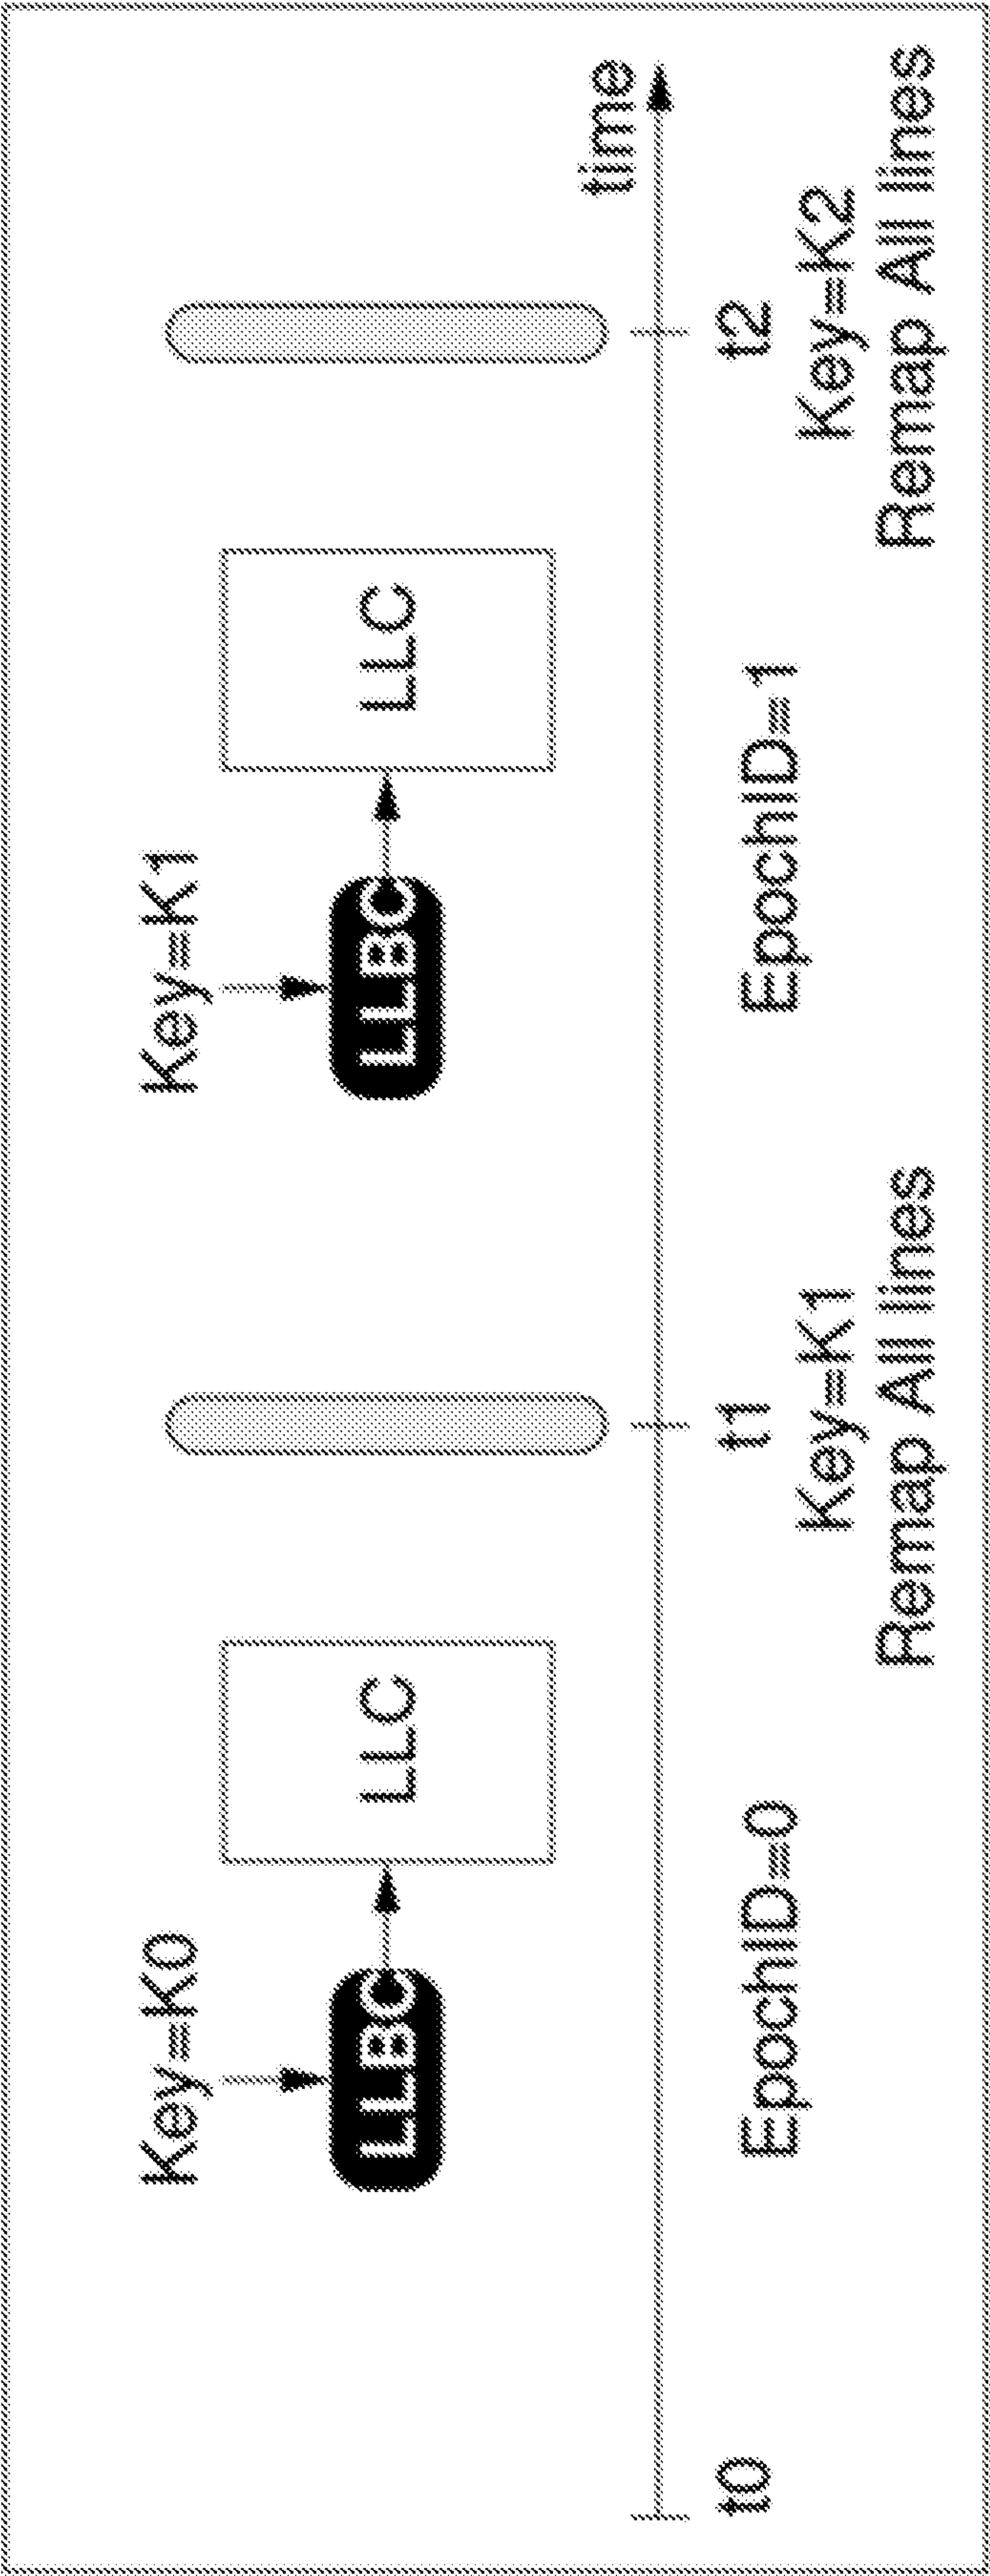 Key=K0
Key=K1
LLBC
LLC
LLBC
LLC
time
t0
t1
t2
EpochID=0
EpochID=1
Key=K1
Key=K2
Remap All lines
Remap All lines